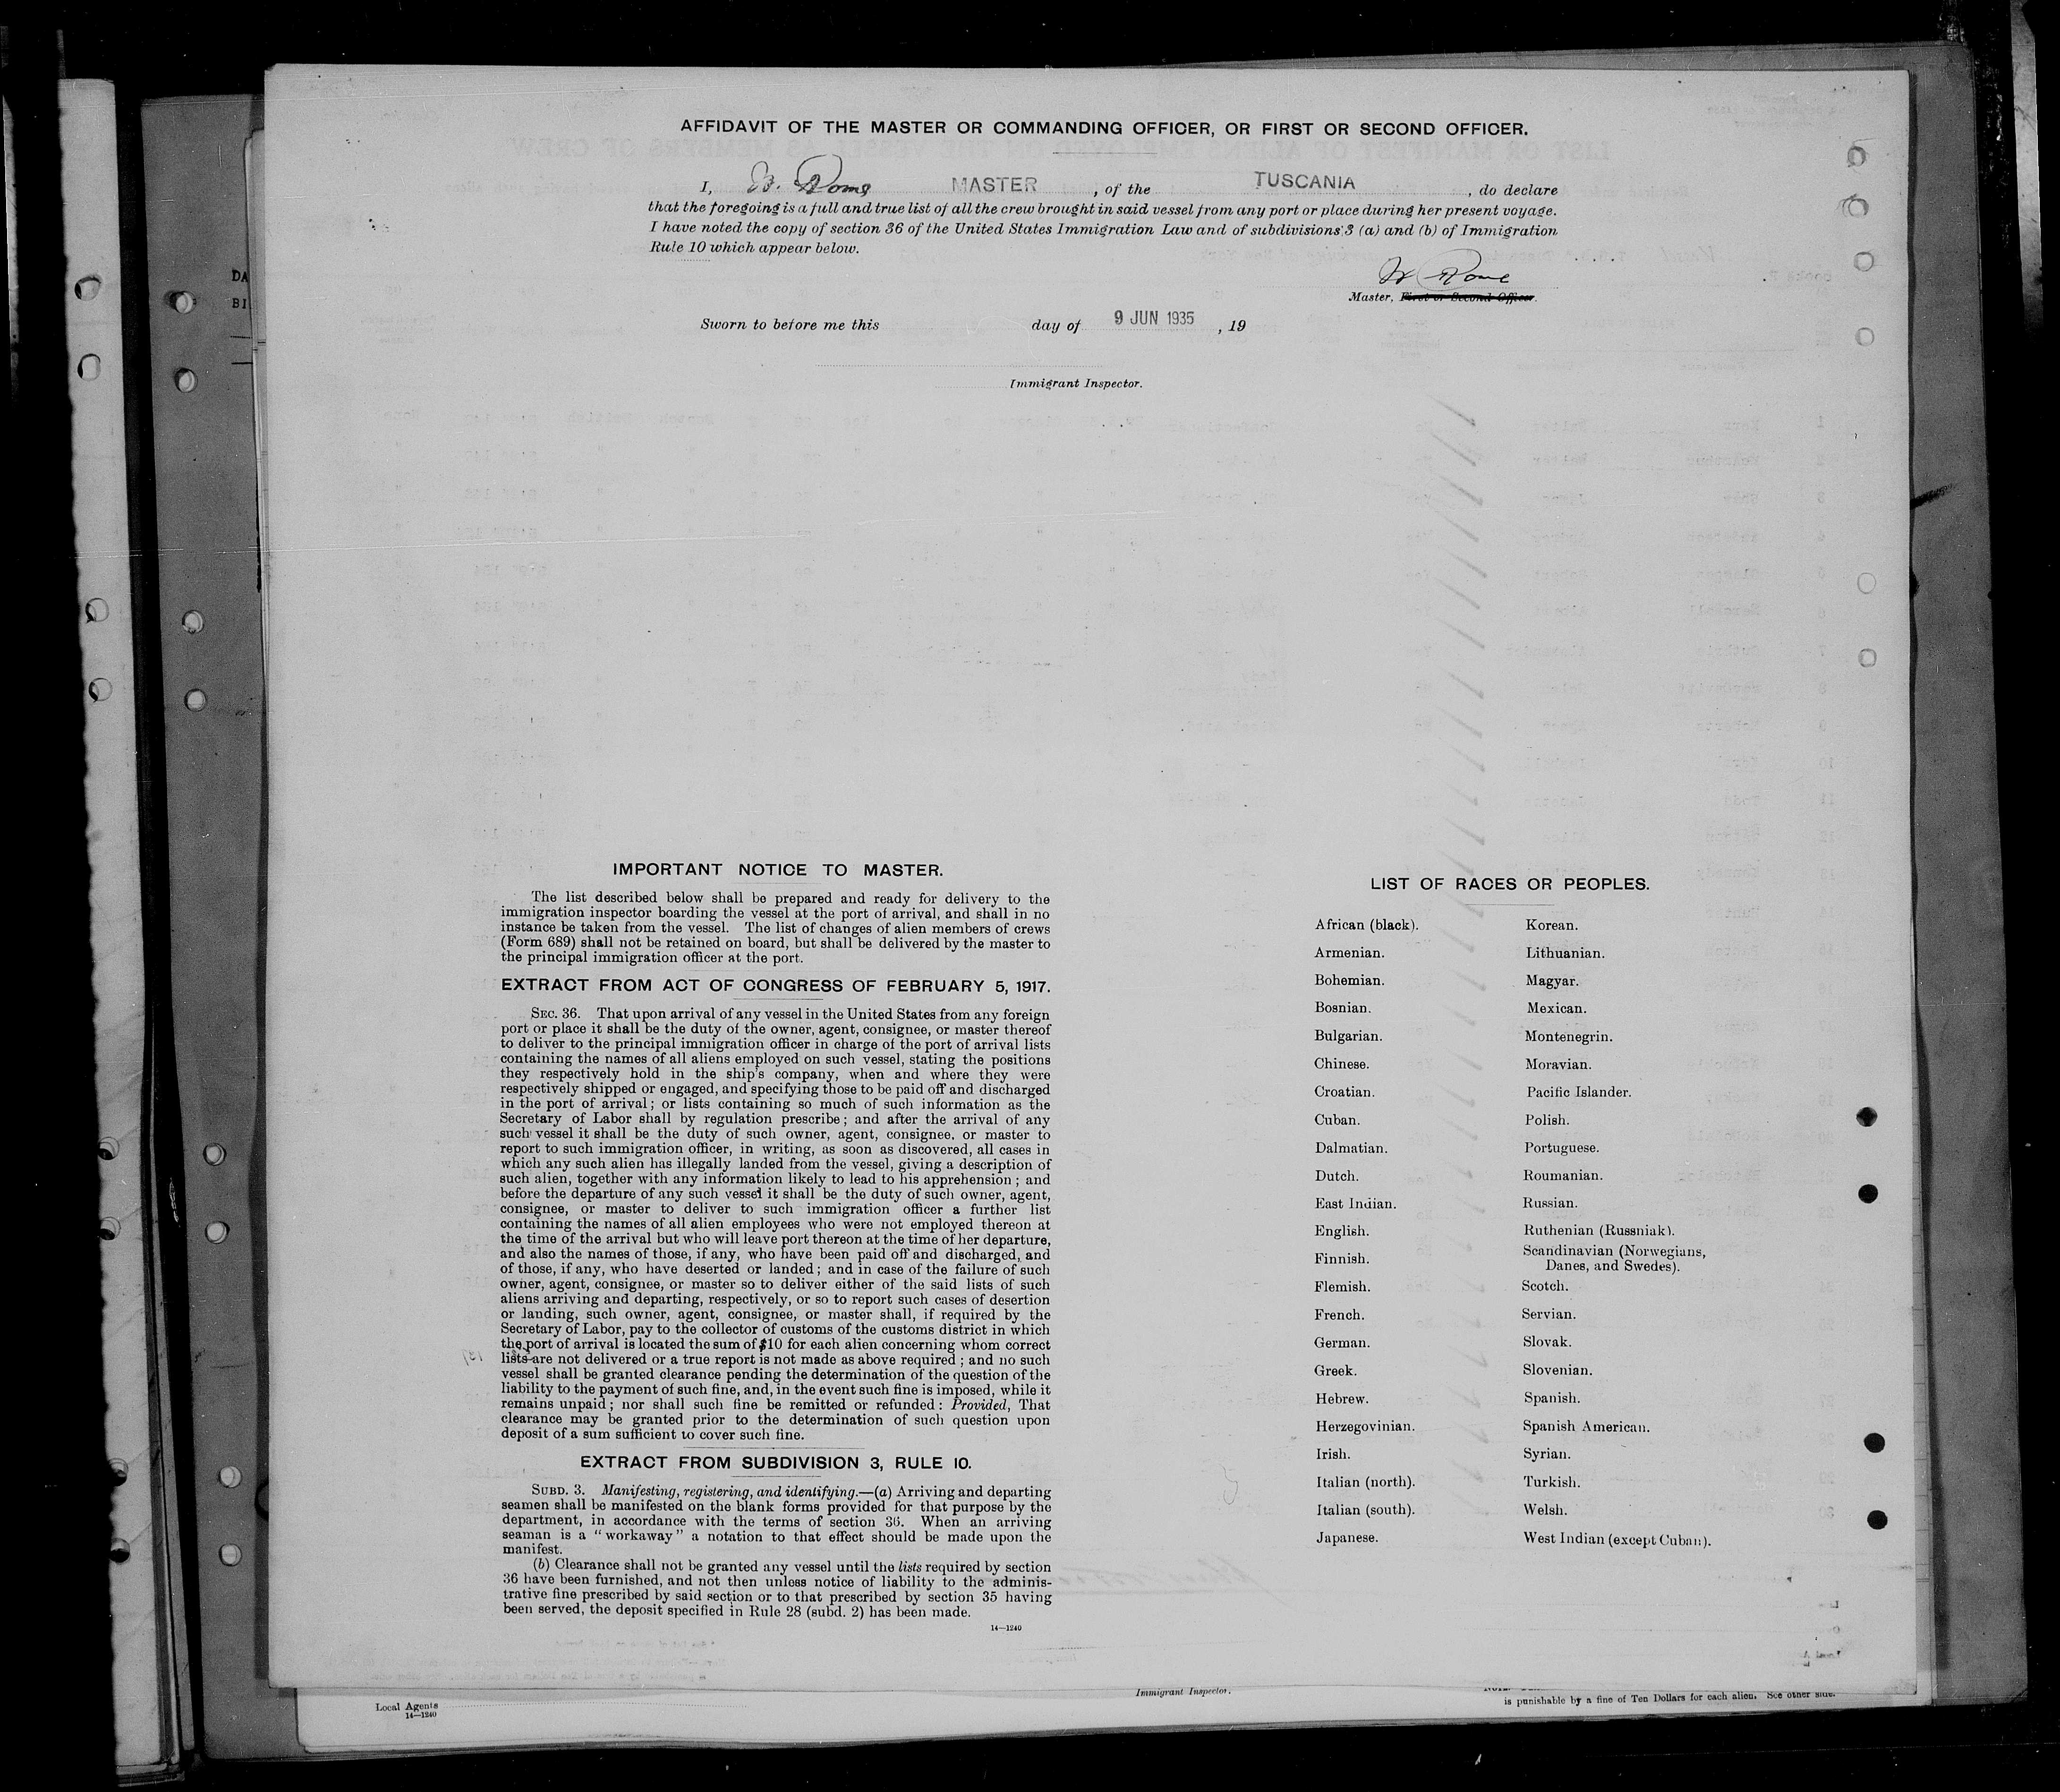 AFFIDAVIT OF THE MASTER OR COMMANDING OFFICER, OR FIRST OR SECOND OFFICER.
I, W. MASTER, of the TUSCANIA, do declare
that the foregoing is a full and true list of all the crew brought in said vessel from any port or place during her present voyage.
I have noted the copy of section 36 of the United States Immigration Law and of subdivisions 3 (a) and (b) of Immigration
Rule 10 which appear below.
W
Master, First or Second Officer.
Sworn to before me this day of 9 JUN 1935, 19
Immigrant Inspector.
IMPORTANT NOTICE TO MASTER.
The list described below shall be prepared and ready for delivery to the
immigration inspector boarding the vessel at the port of arrival, and shall in no
instance be taken from the vessel. The list of changes of alien members of crews
(Form 689) shall not be retained on board, but shall be delivered by the master to
the principal immigration officer at the port.
EXTRACT FROM ACT OF CONGRESS OF FEBRUARY 5, 1917.
SEC. 36. That upon arrival of any vessel in the United States from any foreign
port or place it shall be the duty of the owner, agent, consignee, or master thereof
to deliver to the principal immigration officer in charge of the port of arrival lists
containing the names of all aliens employed on such vessel, stating the positions
they respectively hold in the ship's company, when and where they were
respectively shipped or engaged, and specifying those to be paid off and discharged
in the port of arrival; or lists containing so much of such information as the
Secretary of Labor shall by regulation prescribe; and after the arrival of any
such vessel it shall be the duty of such owner, agent, consignee, or master to
report to such immigration officer, in writing, as soon as discovered, all cases in
which any such alien has illegally landed from the vessel, giving a description of
such alien, together with any information likely to lead to his apprehension; and
before the departure of any such vessel it shall be the duty of such owner, agent,
consignee, or master to deliver to such immigration officer a further list
containing the names of all alien employees who were not employed thereon at
the time of the arrival but who will leave port thereon at the time of her departure,
and also the names of those, if any, who have been paid off and discharged, and
of those, if any, who have deserted or landed; and in case of the failure of such
owner, agent, consignee, or master so to deliver either of the said lists of such
aliens arriving and departing, respectively, or so to report such cases of desertion
or landing, such owner, agent, consignee, or master shall, if required by the
Secretary of Labor, pay to the collector of customs of the customs district in which
the port of arrival is located the sum of $10 for each alien concerning whom correct
lists are not delivered or a true report is not made as above required; and no such
vessel shall be granted clearance pending the determination of the question of the
liability to the payment of such fine, and, in the event such fine is imposed, while it
remains unpaid; nor shall such fine be remitted or refunded: Provided, That
clearance may be granted prior to the determination of such question upon
deposit of a sum sufficient to cover such fine.
EXTRACT FROM SUBDIVISION 3, RULE 10.
SUBD. 3. Manifesting, registering, and identifying.—(a) Arriving and departing
seamen shall be manifested on the blank forms provided for that purpose by the
department, in accordance with the terms of section 36. When an arriving
seaman is a "workaway" a notation to that effect should be made upon the
manifest.
(b) Clearance shall not be granted any vessel until the lists required by section
36 have been furnished, and not then unless notice of liability to the adminis-
trative fine prescribed by said section or to that prescribed by section 35 having
been served, the deposit specified in Rule 28 (subd. 2) has been made.
14—1240
LIST OF RACES OR PEOPLES.
African (black).
Armenian.
Bohemian.
Bosnian.
Bulgarian.
Chinese.
Croatian.
Cuban.
Dalmatian.
Dutch.
East Indian.
English.
Finnish.
Flemish.
French.
German.
Greek.
Hebrew.
Herzegovinian.
Irish.
Italian (north).
Italian (south).
Japanese.
Korean.
Lithuanian.
Magyar.
Mexican.
Montenegrin.
Moravian.
Pacific Islander.
Polish.
Portuguese.
Roumanian.
Russian.
Ruthenian (Russniak).
Scandinavian (Norwegians,
Danes, and Swedes).
Scotch.
Servian.
Slovak.
Slovenian.
Spanish.
Spanish American.
Syrian.
Turkish.
Welsh.
West Indian (except Cuban).
DA
BI
Immigrant Inspector.
Local Agents
14—1240
is punishable by a fine of Ten Dollars for each alien. See other side.